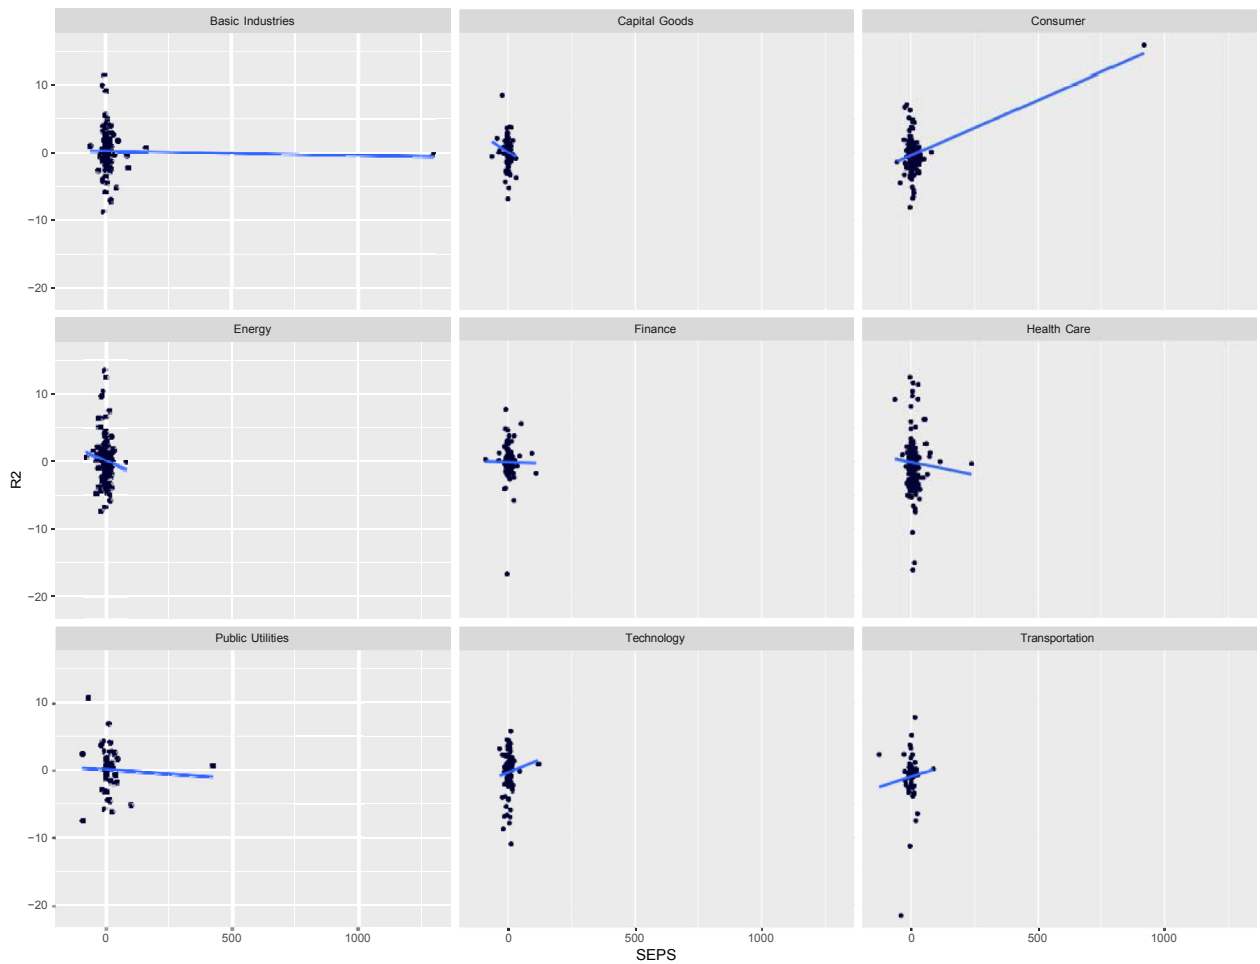 Basic Industries Capital Goods Consumer
10
0
−10
−20
Energy Finance Health Care
10
0
−10
−20
R2
Public Utilities Technology Transportation
10
0
−10
−20
0 500 1000 0 500 1000 0 500 1000
SEPS